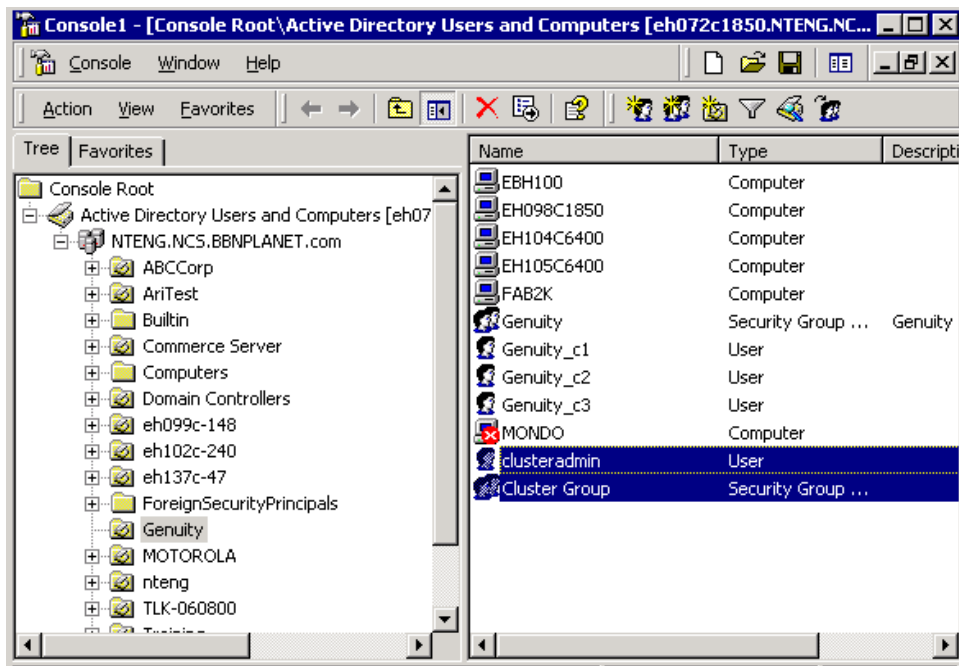 Console1 - [Console Root\Active Directory Users and Computers [eh072c1850.NTENG.NC...
Console Window Help
Action View Favorites
Tree Favorites
Console Root
Active Directory Users and Computers [eh07
NTENG.NCS.BBNPLANET.com
ABCCorp
AriTest
Builtin
Commerce Server
Computers
Domain Controllers
eh099c-148
eh102c-240
eh137c-47
ForeignSecurityPrincipals
Genuity
MOTOROLA
nteng
TLK-060800
Name Type Descripti
EBH100 Computer
EH098C1850 Computer
EH104C6400 Computer
EH105C6400 Computer
FAB2K Computer
Genuity Security Group ... Genuity
Genuity_c1 User
Genuity_c2 User
Genuity_c3 User
MONDO Computer
clusteradmin User
Cluster Group Security Group ...